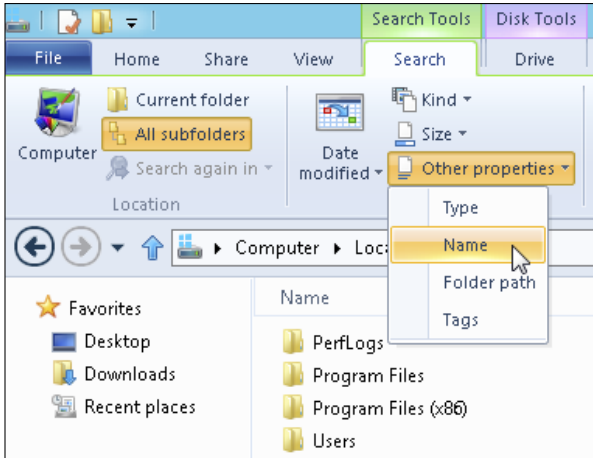 Search Tools Disk Tools
File Home Share View Search Drive
Computer
Current folder
All subfolders
Search again in
Location
Date
modified
Kind
Size
Other properties
Type
Name
Folder path
Tags
Computer
Favorites
Desktop
Downloads
Recent places
Name
PerfLogs
Program Files
Program Files (x86)
Users